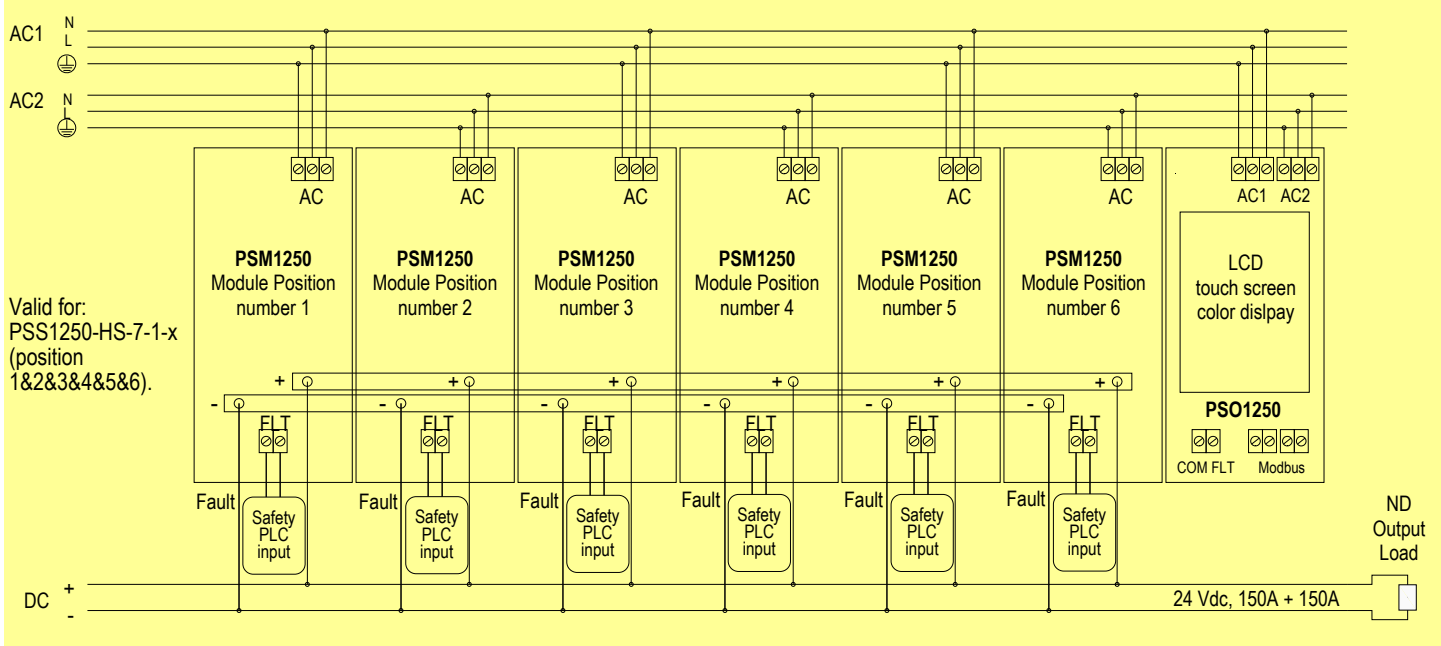 AC1 N
L
AC2 N
L
AC
AC
AC
AC
AC
AC
AC1 AC2
PSM1250
Module Position
number 1
PSM1250
Module Position
number 2
PSM1250
Module Position
number 3
PSM1250
Module Position
number 4
PSM1250
Module Position
number 5
PSM1250
Module Position
number 6
LCD
touch screen
color dislpay
Valid for:
PSS1250-HS-7-1-x
(position
1&2&3&4&5&6).
+ + + + + +
- - - - - -
PSO1250
FLT
FLT
FLT
FLT
FLT
FLT
COM FLT Modbus
Fault
Safety
PLC
input
Fault
Safety
PLC
input
Fault
Safety
PLC
input
Fault
Safety
PLC
input
Fault
Safety
PLC
input
Fault
Safety
PLC
input
ND
Output
Load
DC +
-
24 Vdc, 150A + 150A